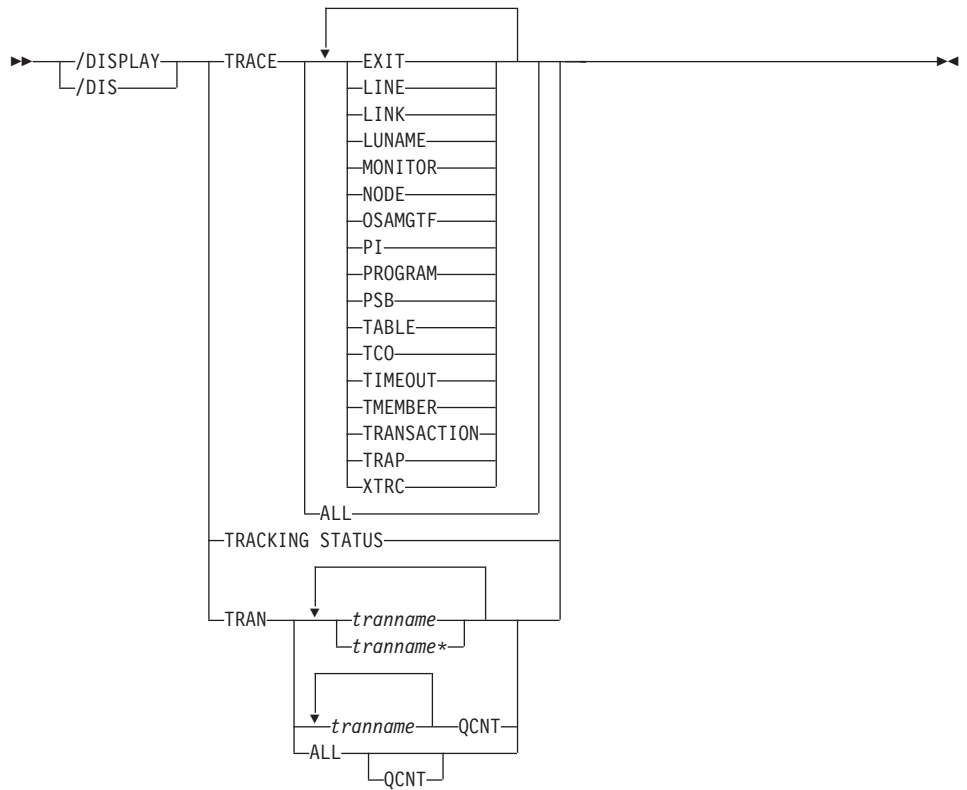 /DISPLAY TRACE EXIT
/DIS LINE
LINK
LUNAME
MONITOR
NODE
OSAMGTF
PI
PROGRAM
PSB
TABLE
TCO
TIMEOUT
TMEMBER
TRANSACTION
TRAP
XTRC
ALL
TRACKING STATUS
TRAN tranname
tranname*
tranname QCNT
ALL
QCNT